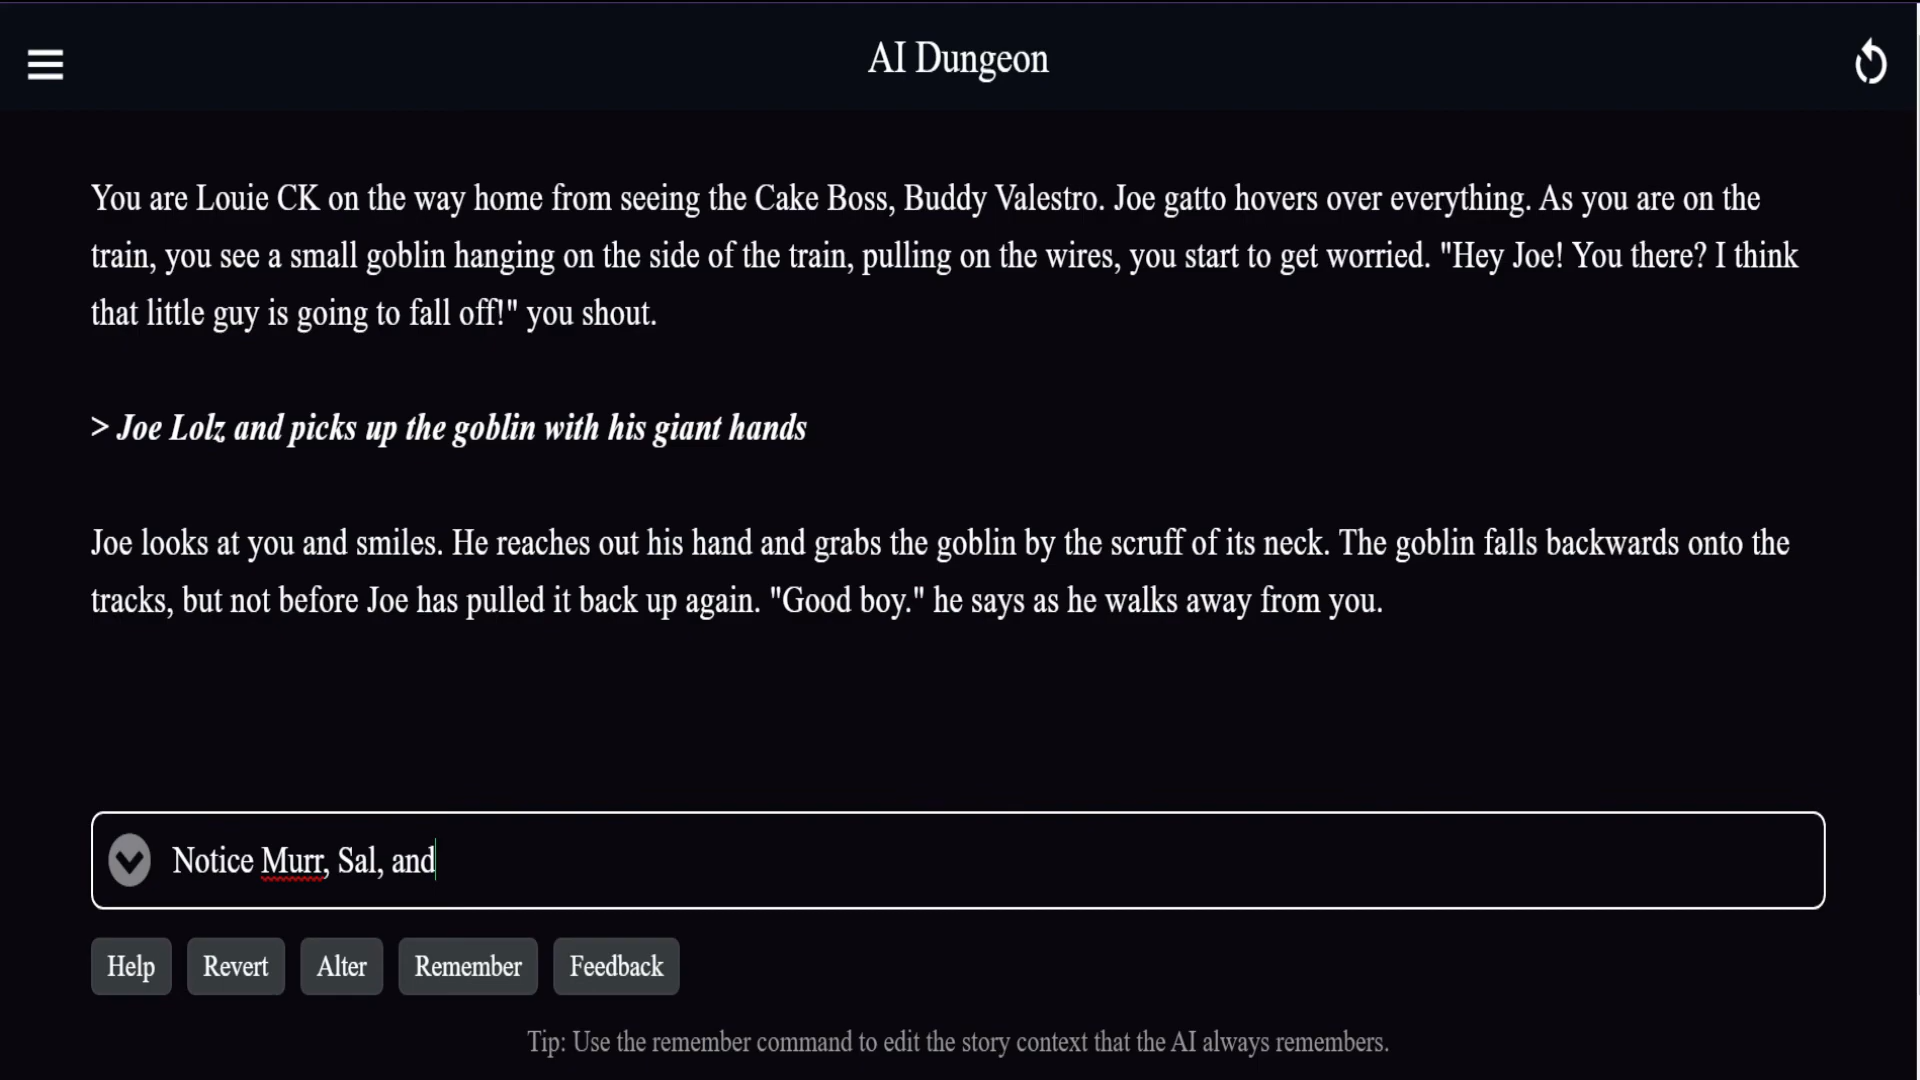 AI Dungeon
You are Louie CK on the way home from seeing the Cake Boss, Buddy Valestro. Joe gatto hovers over everything. As you are on the
train, you see a small goblin hanging on the side of the train, pulling on the wires, you start to get worried. "Hey Joe! You there? I think
that little guy is going to fall off!" you shout.
> Joe Lolz and picks up the goblin with his giant hands
Joe looks at you and smiles. He reaches out his hand and grabs the goblin by the scruff of its neck. The goblin falls backwards onto the
tracks, but not before Joe has pulled it back up again. "Good boy." he says as he walks away from you.
Notice Murr, Sal, and
Help Revert Alter Remember Feedback
Tip: Use the remember command to edit the story context that the AI always remembers.